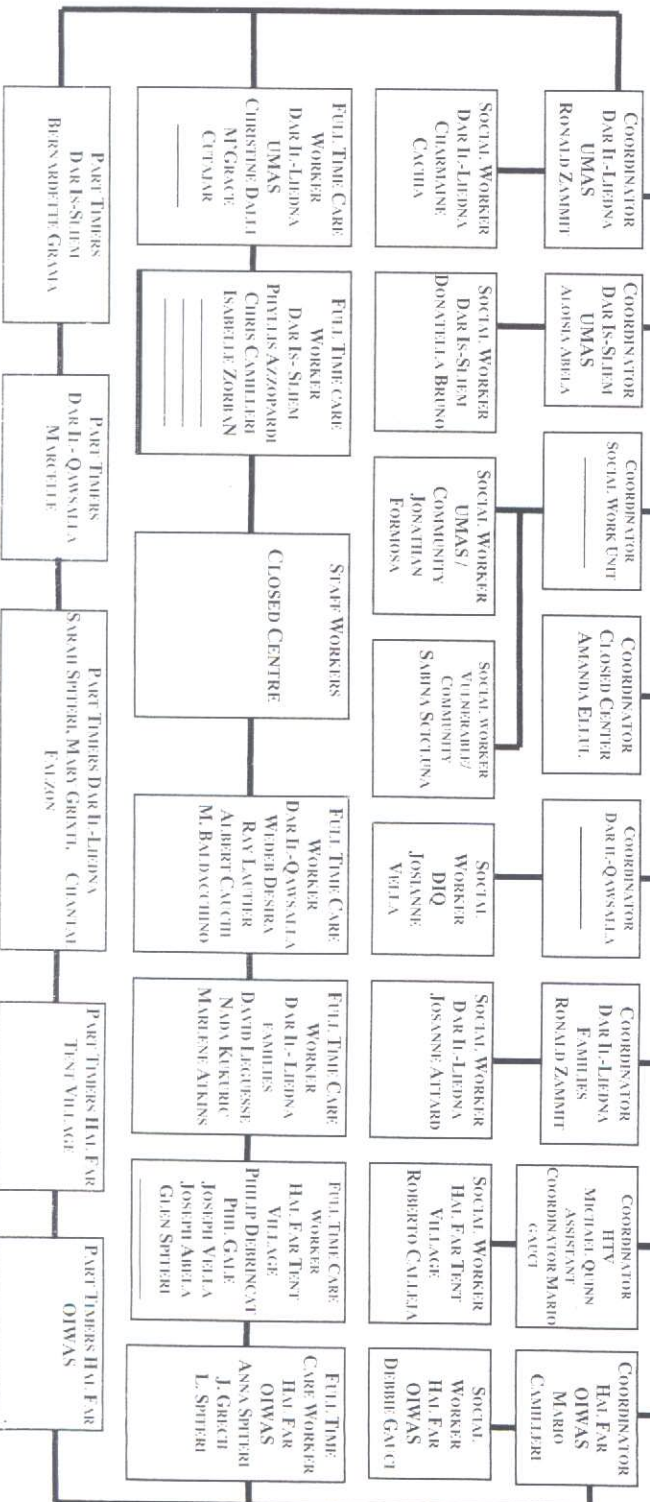 COORDINATOR
DAR IL-LIEDNA
UMAS
RONALD ZAMMIT
COORDINATOR
DAR IS-SLIEM
UMAS
ALOISIA ABELA
COORDINATOR
SOCIAL WORK UNIT
COORDINATOR
CLOSED CENTER
AMANDA ELLUL
COORDINATOR
DAR IL-QAWSALLA
COORDINATOR
DAR IL-LIEDNA
FAMILIES
RONALD ZAMMIT
COORDINATOR
HTV
MICHAEL QUINN
ASSISTANT
COORDINATOR MARIO
GAUCI
COORDINATOR
HAL FAR
OIWAS
MARIO
CAMILLERI
SOCIAL WORKER
DAR IL-LIEDNA
CHARMAINE
CACHIA
SOCIAL WORKER
DAR IS-SLIEM
DONATELLA BRUNO
SOCIAL WORKER
UMAS /
COMMUNITY
JONATHAN
FORMOSA
SOCIAL WORKER
VULNERABLE/
COMMUNITY
SABINA SCICLUNA
SOCIAL
WORKER
DIQ
JOSIANNE
VELLA
SOCIAL WORKER
DAR IL-LIEDNA
JOSANNE ATTARD
SOCIAL WORKER
HAL FAR TENT
VILLAGE
ROBERTO CALLEJA
SOCIAL
WORKER
HAL FAR
OIWAS
DEBBIE GAUCI
FULL TIME CARE
WORKER
DAR IL-LIEDNA
UMAS
CHRISTINE DALLI
M'GRACE
CUTAJAR
FULL TIME CARE
WORKER
DAR IS-SLIEM
PHYLLIS AZZOPARDI
CHRIS CAMILLERI
ISABELLE ZORBAN
STAFF WORKERS
CLOSED CENTRE
FULL TIME CARE
WORKER
DAR IL-QAWSALLA
WEDEB DESIRA
RAY LAUTIER
ALBERT CAUCHI
M. BALDACCHINO
FULL TIME CARE
WORKER
DAR IL- LIEDNA
FAMILIES
DAVID LEGUESSE
NADA KUKURIC
MARLENE ATKINS
FULL TIME CARE
WORKER
HAL FAR TENT
VILLAGE
PHILIP DEBRINCAT
PHIL GALE
JOSEPH VELLA
JOSEPH ABELA
GLEN SPITERI
FULL TIME
CARE WORKER
HAL FAR
OIWAS
ANNA SPITERI
J. GRECH
L. SPITERI
PART TIMERS
DAR IS-SLIEM
BERNARDETTE GRAMA
PART TIMERS
DAR IL-QAWSALLA
MARCELLE
PART TIMERS DAR IL-LIEDNA
SARAH SPITERI, MARY GRIXTI, CHANTAL
FALZON
PART TIMERS HAL FAR
TENT VILLAGE
PART TIMERS HAL FAR
OIWAS